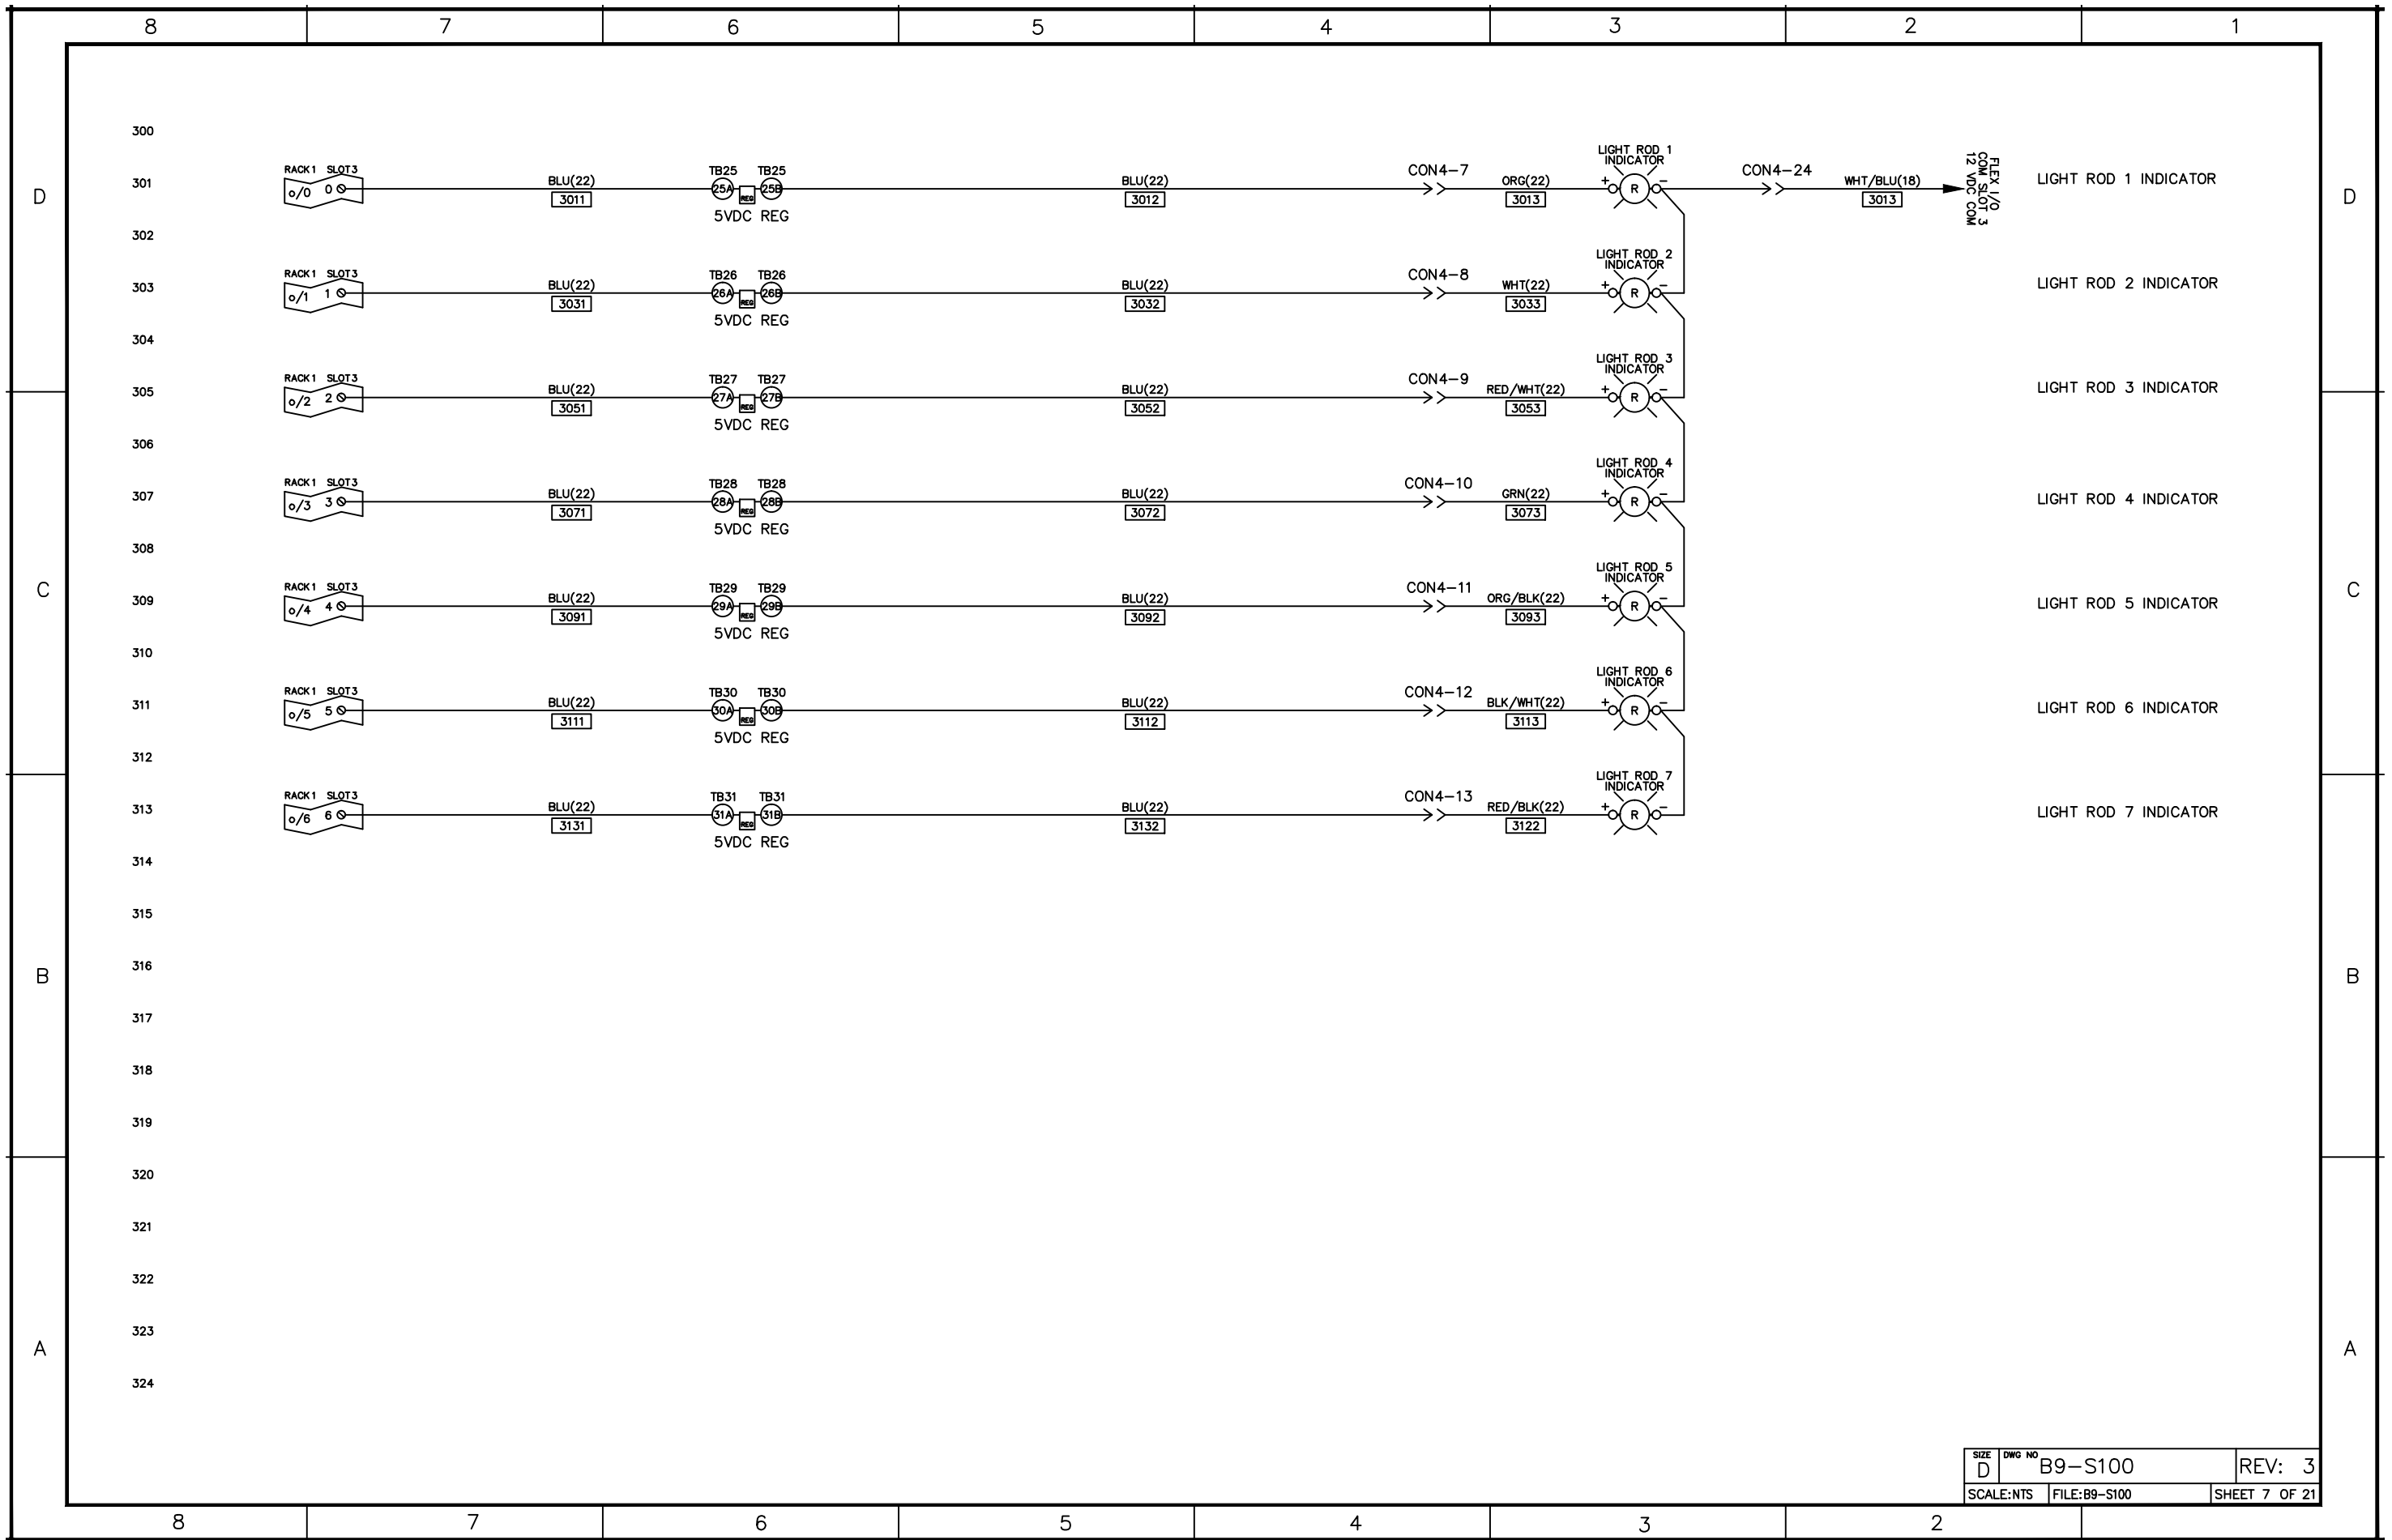 8 7 6 5 4 3 2 1
D D
C C
B B
A A
300
301
RACK1 SLOT3
o/0 0
BLU(22)
3011
TB25 TB25
25A REG 25B
5VDC REG
BLU(22)
3012
CON4-7
ORG(22)
3013
LIGHT ROD 1
INDICATOR
+ R -
CON4-24
WHT/BLU(18)
3013
FLEX I/O
COM SLOT 3
12 VDC COM
LIGHT ROD 1 INDICATOR
302
303
RACK1 SLOT3
o/1 1
BLU(22)
3031
TB26 TB26
26A REG 26B
5VDC REG
BLU(22)
3032
CON4-8
WHT(22)
3033
LIGHT ROD 2
INDICATOR
+ R -
LIGHT ROD 2 INDICATOR
304
305
RACK1 SLOT3
o/2 2
BLU(22)
3051
TB27 TB27
27A REG 27B
5VDC REG
BLU(22)
3052
CON4-9
RED/WHT(22)
3053
LIGHT ROD 3
INDICATOR
+ R -
LIGHT ROD 3 INDICATOR
306
307
RACK1 SLOT3
o/3 3
BLU(22)
3071
TB28 TB28
28A REG 28B
5VDC REG
BLU(22)
3072
CON4-10
GRN(22)
3073
LIGHT ROD 4
INDICATOR
+ R -
LIGHT ROD 4 INDICATOR
308
309
RACK1 SLOT3
o/4 4
BLU(22)
3091
TB29 TB29
29A REG 29B
5VDC REG
BLU(22)
3092
CON4-11
ORG/BLK(22)
3093
LIGHT ROD 5
INDICATOR
+ R -
LIGHT ROD 5 INDICATOR
310
311
RACK1 SLOT3
o/5 5
BLU(22)
3111
TB30 TB30
30A REG 30B
5VDC REG
BLU(22)
3112
CON4-12
BLK/WHT(22)
3113
LIGHT ROD 6
INDICATOR
+ R -
LIGHT ROD 6 INDICATOR
312
313
RACK1 SLOT3
o/6 6
BLU(22)
3131
TB31 TB31
31A REG 31B
5VDC REG
BLU(22)
3132
CON4-13
RED/BLK(22)
3122
LIGHT ROD 7
INDICATOR
+ R -
LIGHT ROD 7 INDICATOR
314
315
316
317
318
319
320
321
322
323
324
SIZE D DWG NO B9-S100 REV: 3
SCALE:NTS FILE:B9-S100 SHEET 7 OF 21
8 7 6 5 4 3 2